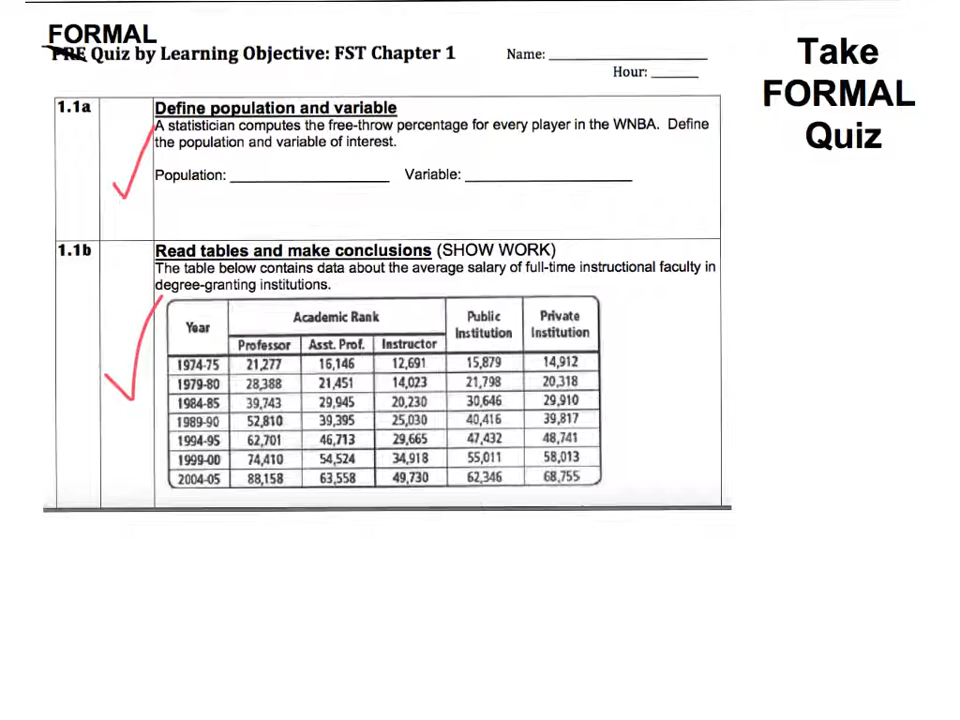 FORMAL
PRE Quiz by Learning Objective: FST Chapter 1
Name: ____________________
Hour: ______
Take
FORMAL
Quiz
1.1a
Define population and variable
A statistician computes the free-throw percentage for every player in the WNBA. Define
the population and variable of interest.
Population: ____________________ Variable: ____________________
1.1b
Read tables and make conclusions (SHOW WORK)
The table below contains data about the average salary of full-time instructional faculty in
degree-granting institutions.
Year Academic Rank Public Institution Private Institution
Professor Asst. Prof. Instructor
1974-75 21,277 16,146 12,691 15,879 14,912
1979-80 28,388 21,451 14,023 21,798 20,318
1984-85 39,743 29,945 20,230 30,646 29,910
1989-90 52,810 39,395 25,030 40,416 39,817
1994-95 62,701 46,713 29,665 47,432 48,741
1999-00 74,410 54,524 34,918 55,011 58,013
2004-05 88,158 63,558 49,730 62,346 68,755